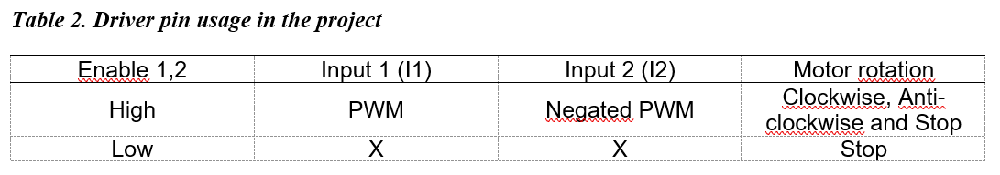 Table 2. Driver pin usage in the project
Enable 1,2 Input 1 (I1) Input 2 (I2) Motor rotation
High PWM Negated PWM Clockwise, Anti-
clockwise and Stop
Low X X Stop